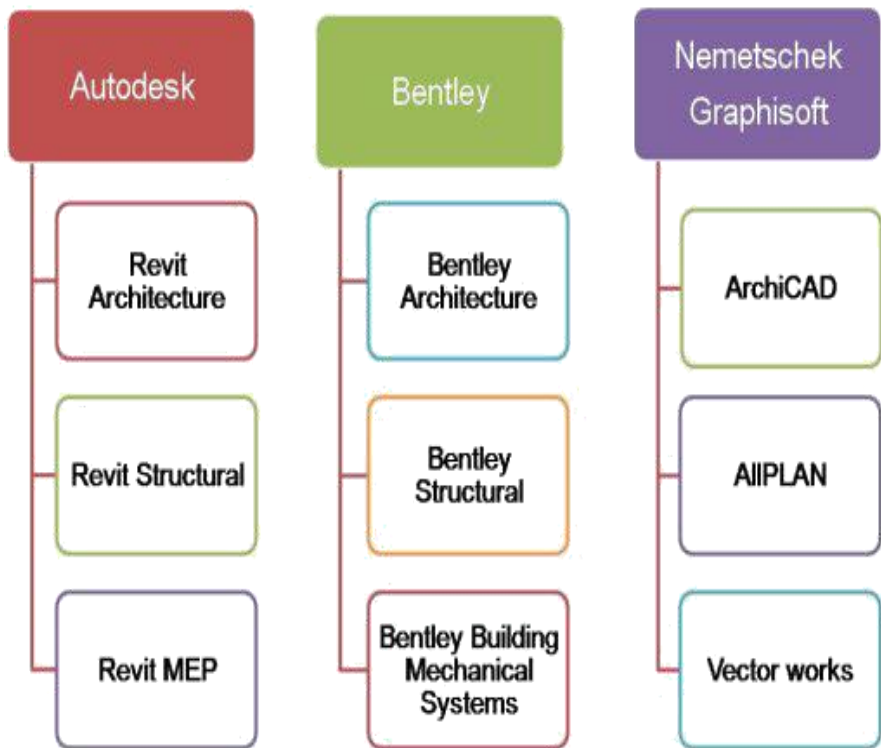 Autodesk
Revit
Architecture
Revit Structural
Revit MEP
Bentley
Bentley
Architecture
Bentley
Structural
Bentley Building
Mechanical
Systems
Nemetschek
Graphisoft
ArchiCAD
AllPLAN
Vector works